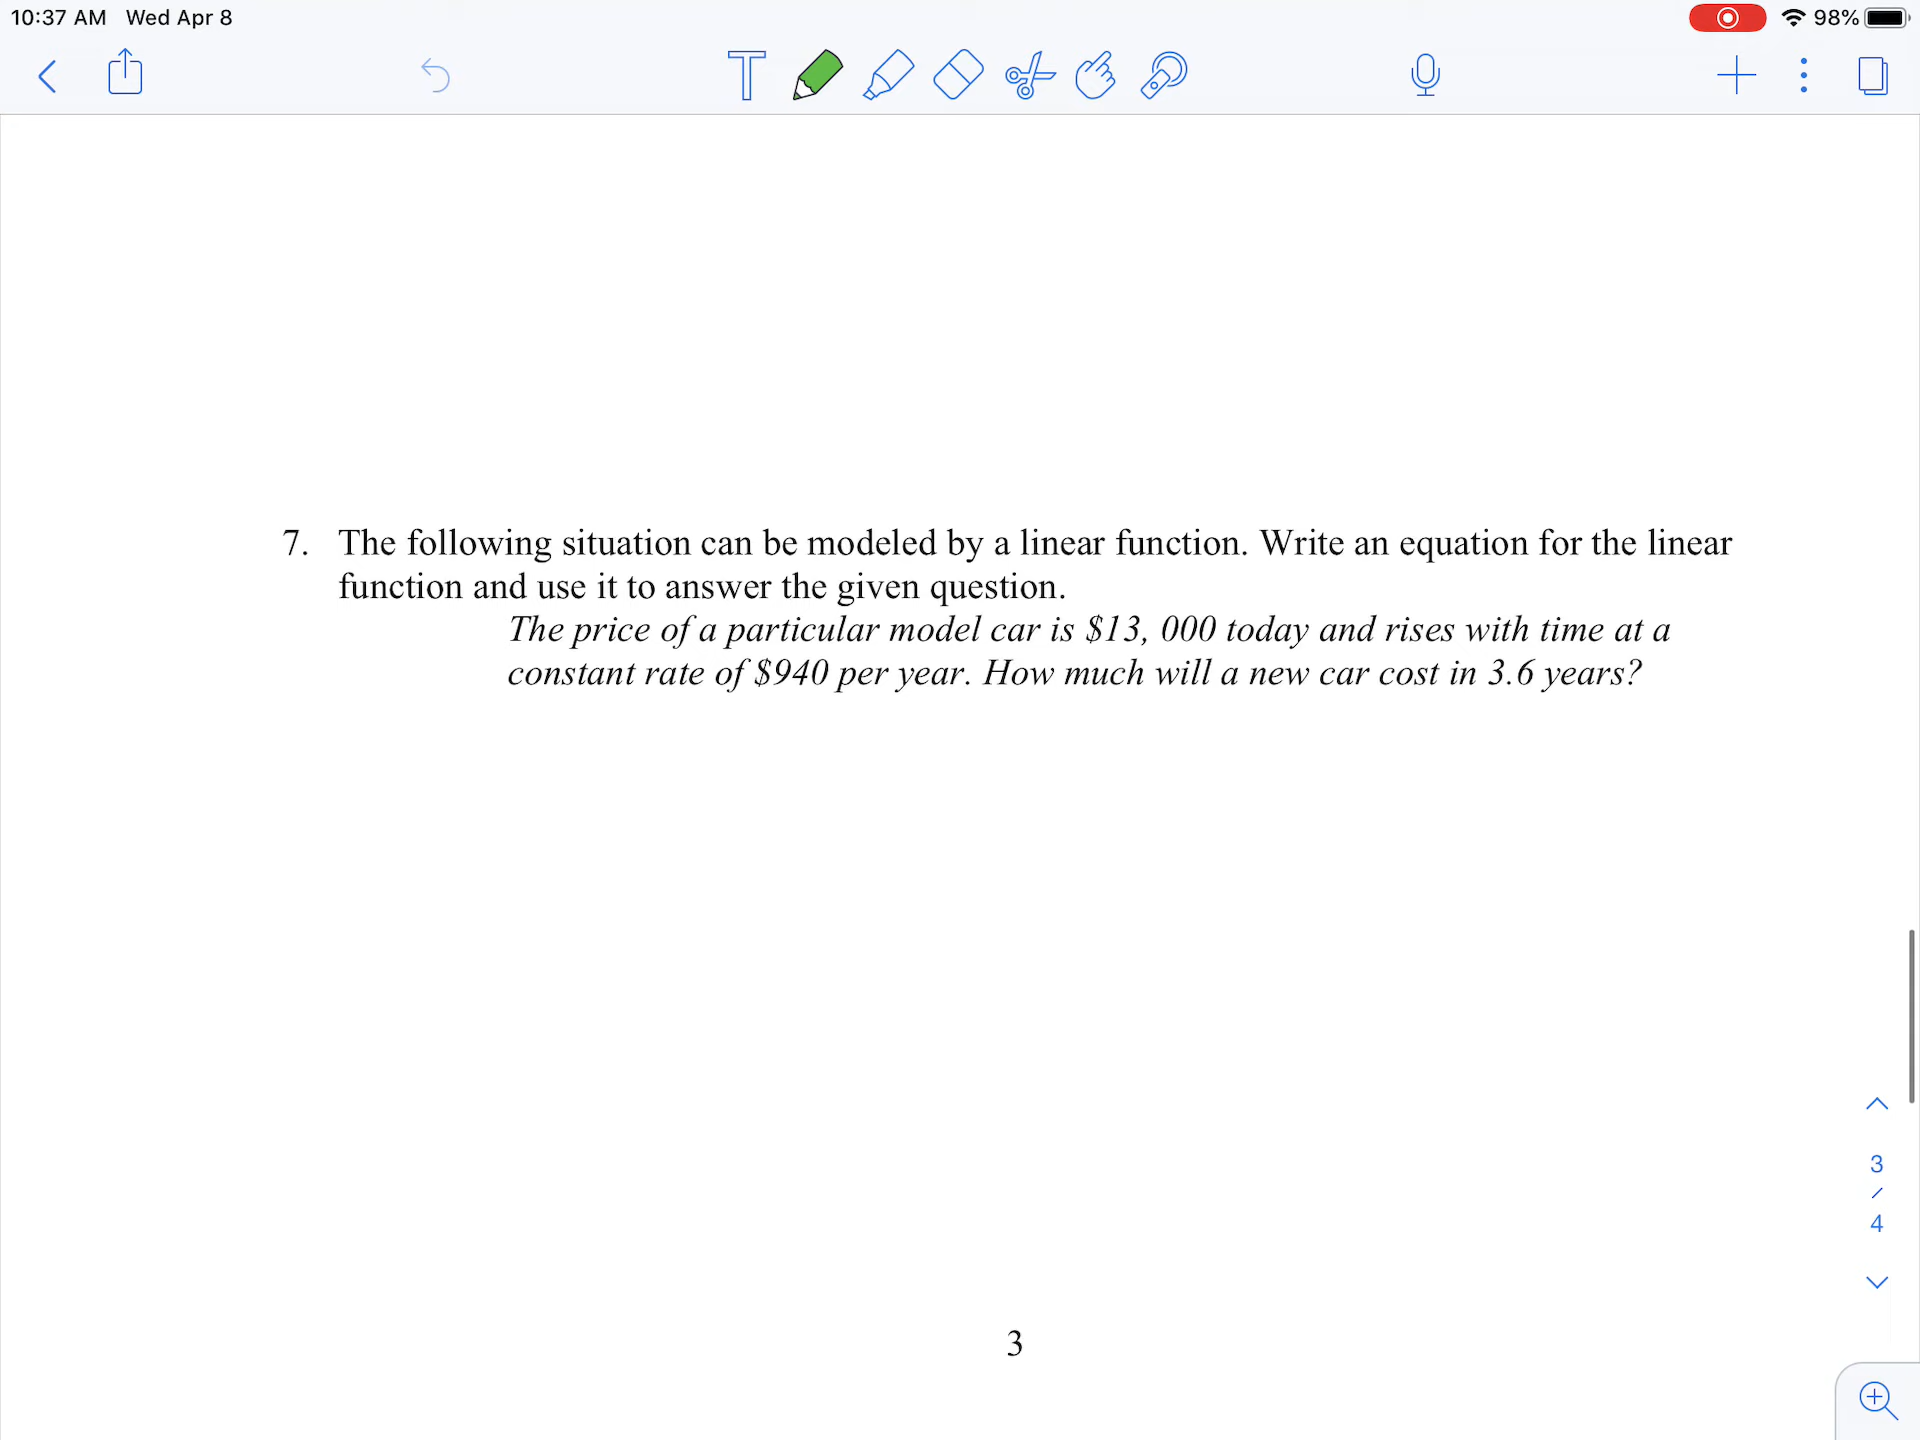 10:37 AM Wed Apr 8 98%
T
7. The following situation can be modeled by a linear function. Write an equation for the linear
function and use it to answer the given question.
The price of a particular model car is $13, 000 today and rises with time at a
constant rate of $940 per year. How much will a new car cost in 3.6 years?
3
/
4
3